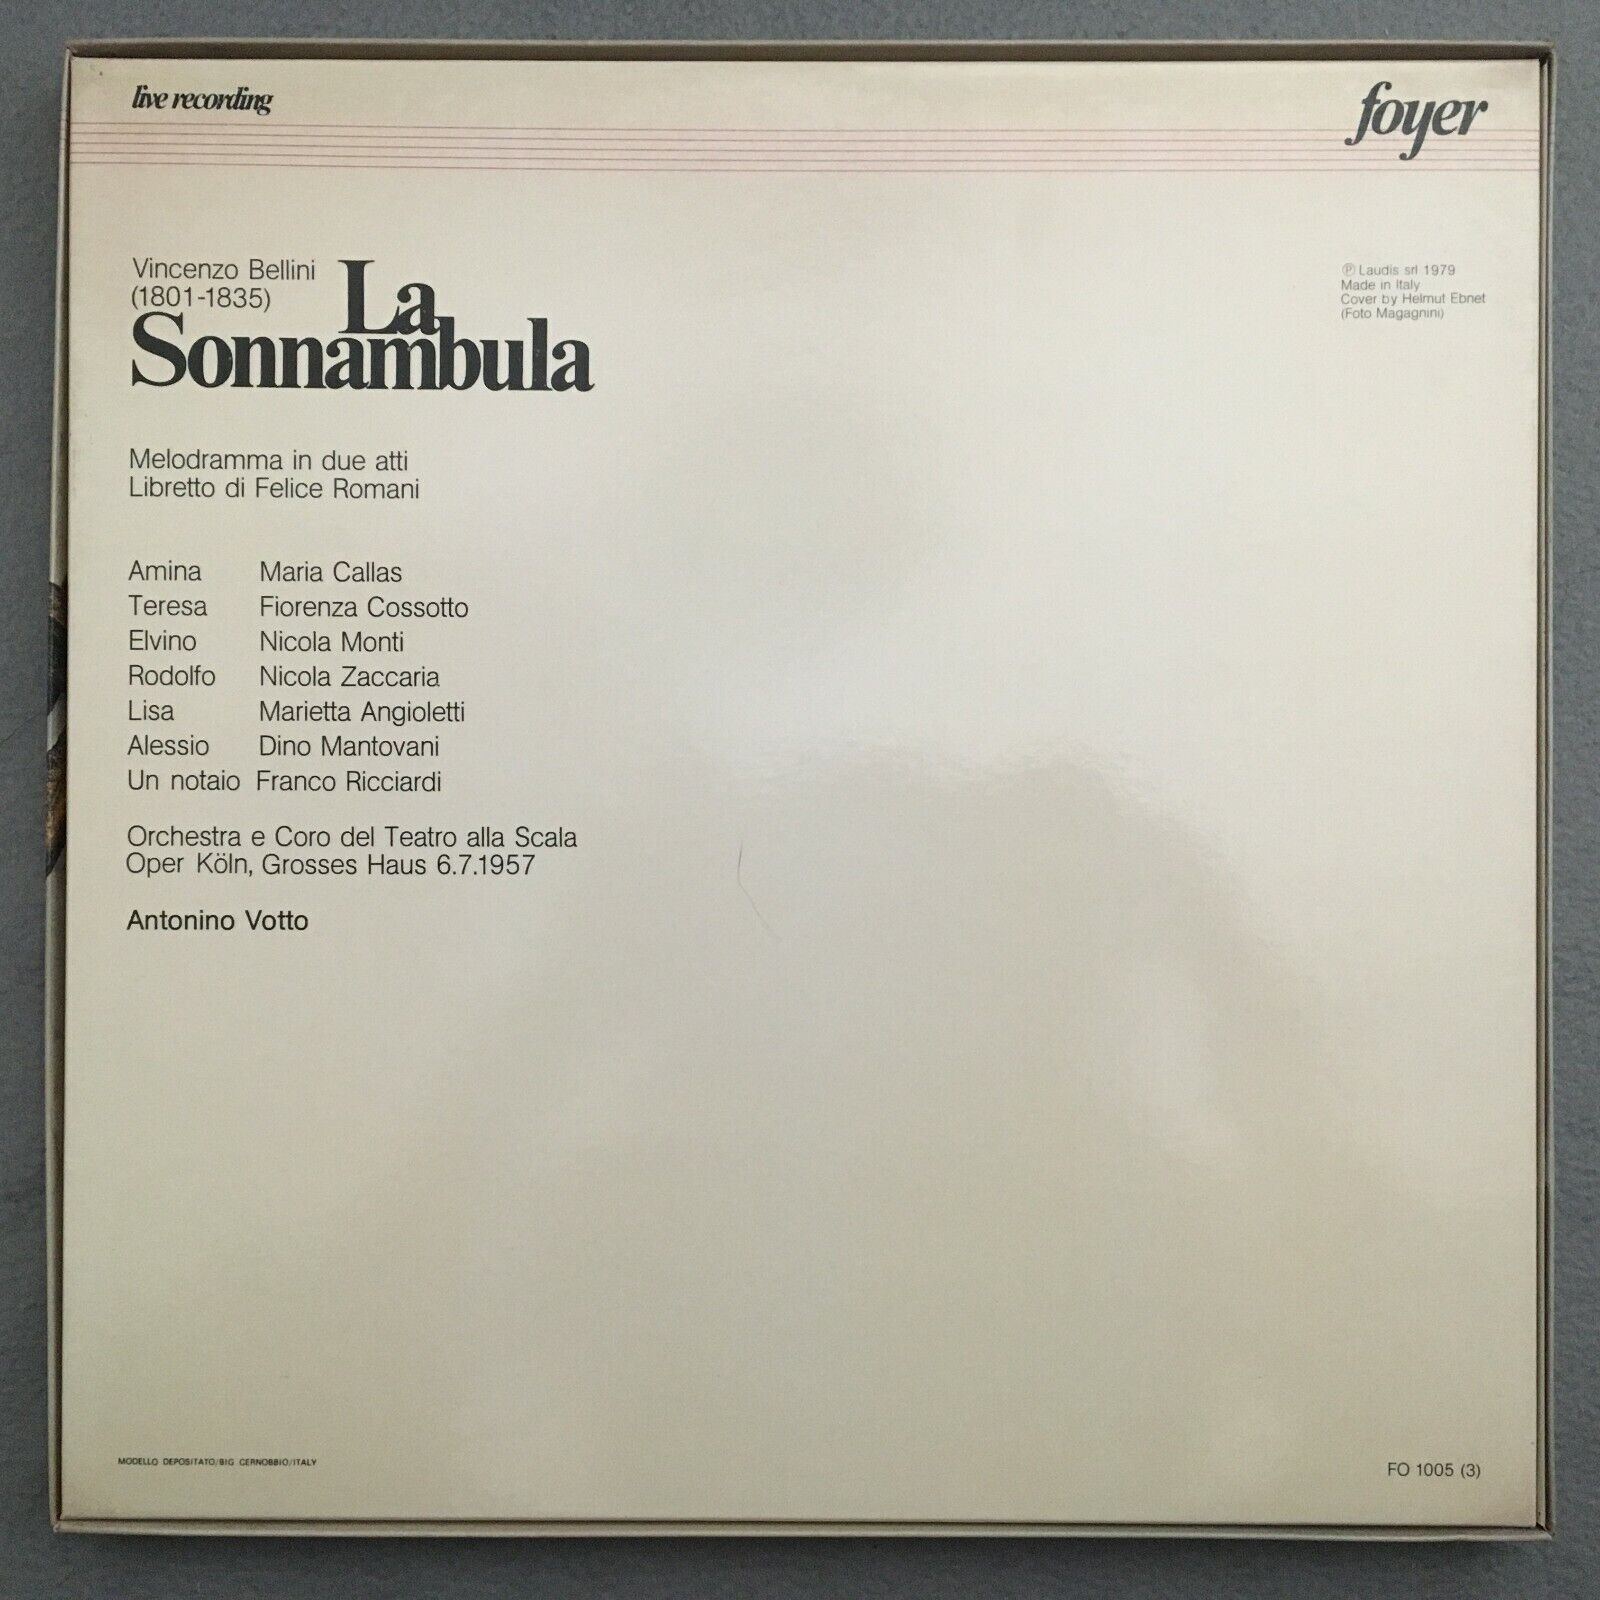 live recording
foyer
Vincenzo Bellini
(1801-1835)
La
Sonnambula
℗ Laudis srl 1979
Made in Italy
Cover by Helmut Ebnet
(Foto Magagnini)
Melodramma in due atti
Libretto di Felice Romani
Amina Maria Callas
Teresa Fiorenza Cossotto
Elvino Nicola Monti
Rodolfo Nicola Zaccaria
Lisa Marietta Angioletti
Alessio Dino Mantovani
Un notaio Franco Ricciardi
Orchestra e Coro del Teatro alla Scala
Oper Köln, Grosses Haus 6.7.1957
Antonino Votto
MODELLO DEPOSITATO/BIG CERNOBBIO/ITALY
FO 1005 (3)